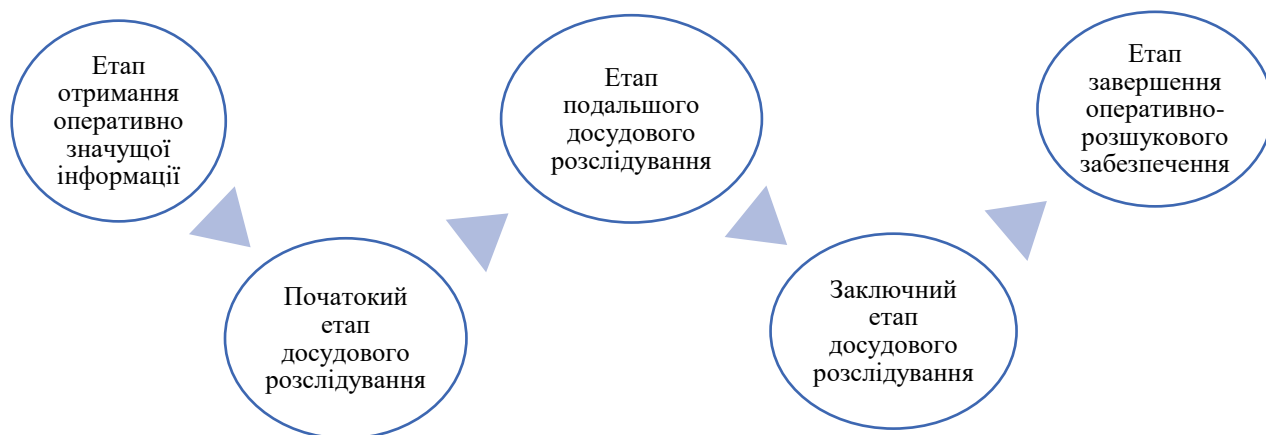 Етап
отримання
оперативно
значущої
інформації
Початокий
етап
досудового
розслідування
Етап
подальшого
досудового
розслідування
Заключний
етап
досудового
розслідування
Етап
завершення
оперативно-
розшукового
забезпечення